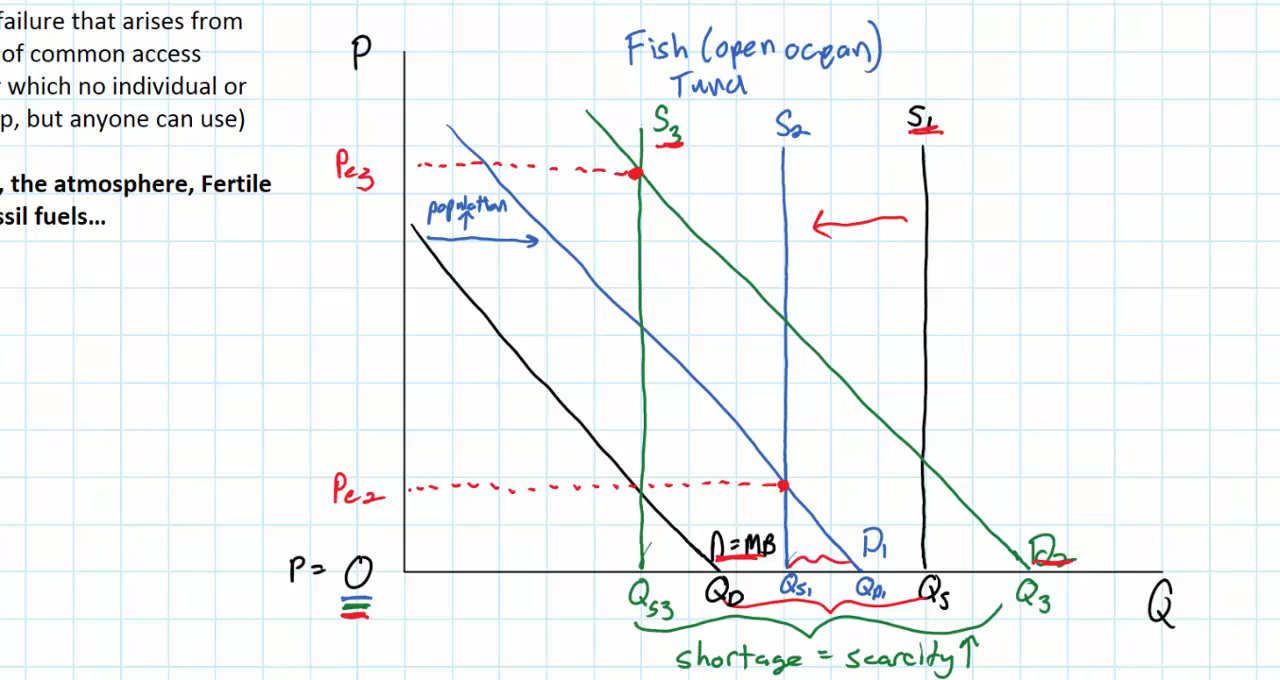 failure that arises from
of common access
which no individual or
p, but anyone can use)
, the atmosphere, Fertile
ssil fuels...
P
Fish (open ocean)
Tuna
S3
S2
S1
Pe3
population ↑
Pe2
D=MB
D1
D2
P = 0
Qs3
QD
Qs1
QD1
Qs
Q3
Q
shortage = scarcity ↑